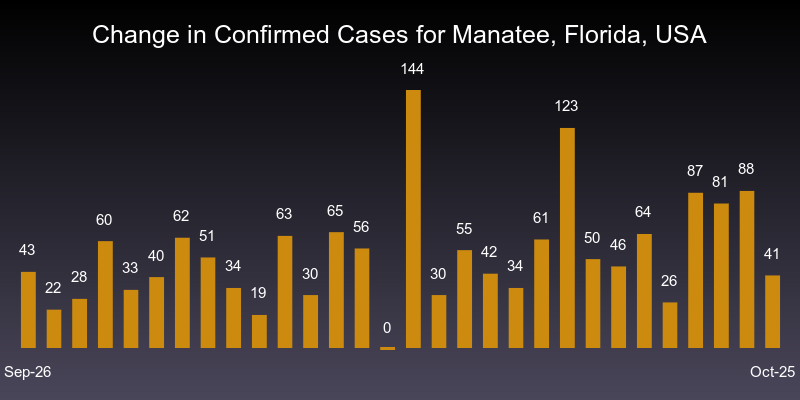 Change in Confirmed Cases for Manatee, Florida, USA
43 22 28 60 33 40 62 51 34 19 63 30 65 56 0 144 30 55 42 34 61 123 50 46 64 26 87 81 88 41
Sep-26 Oct-25